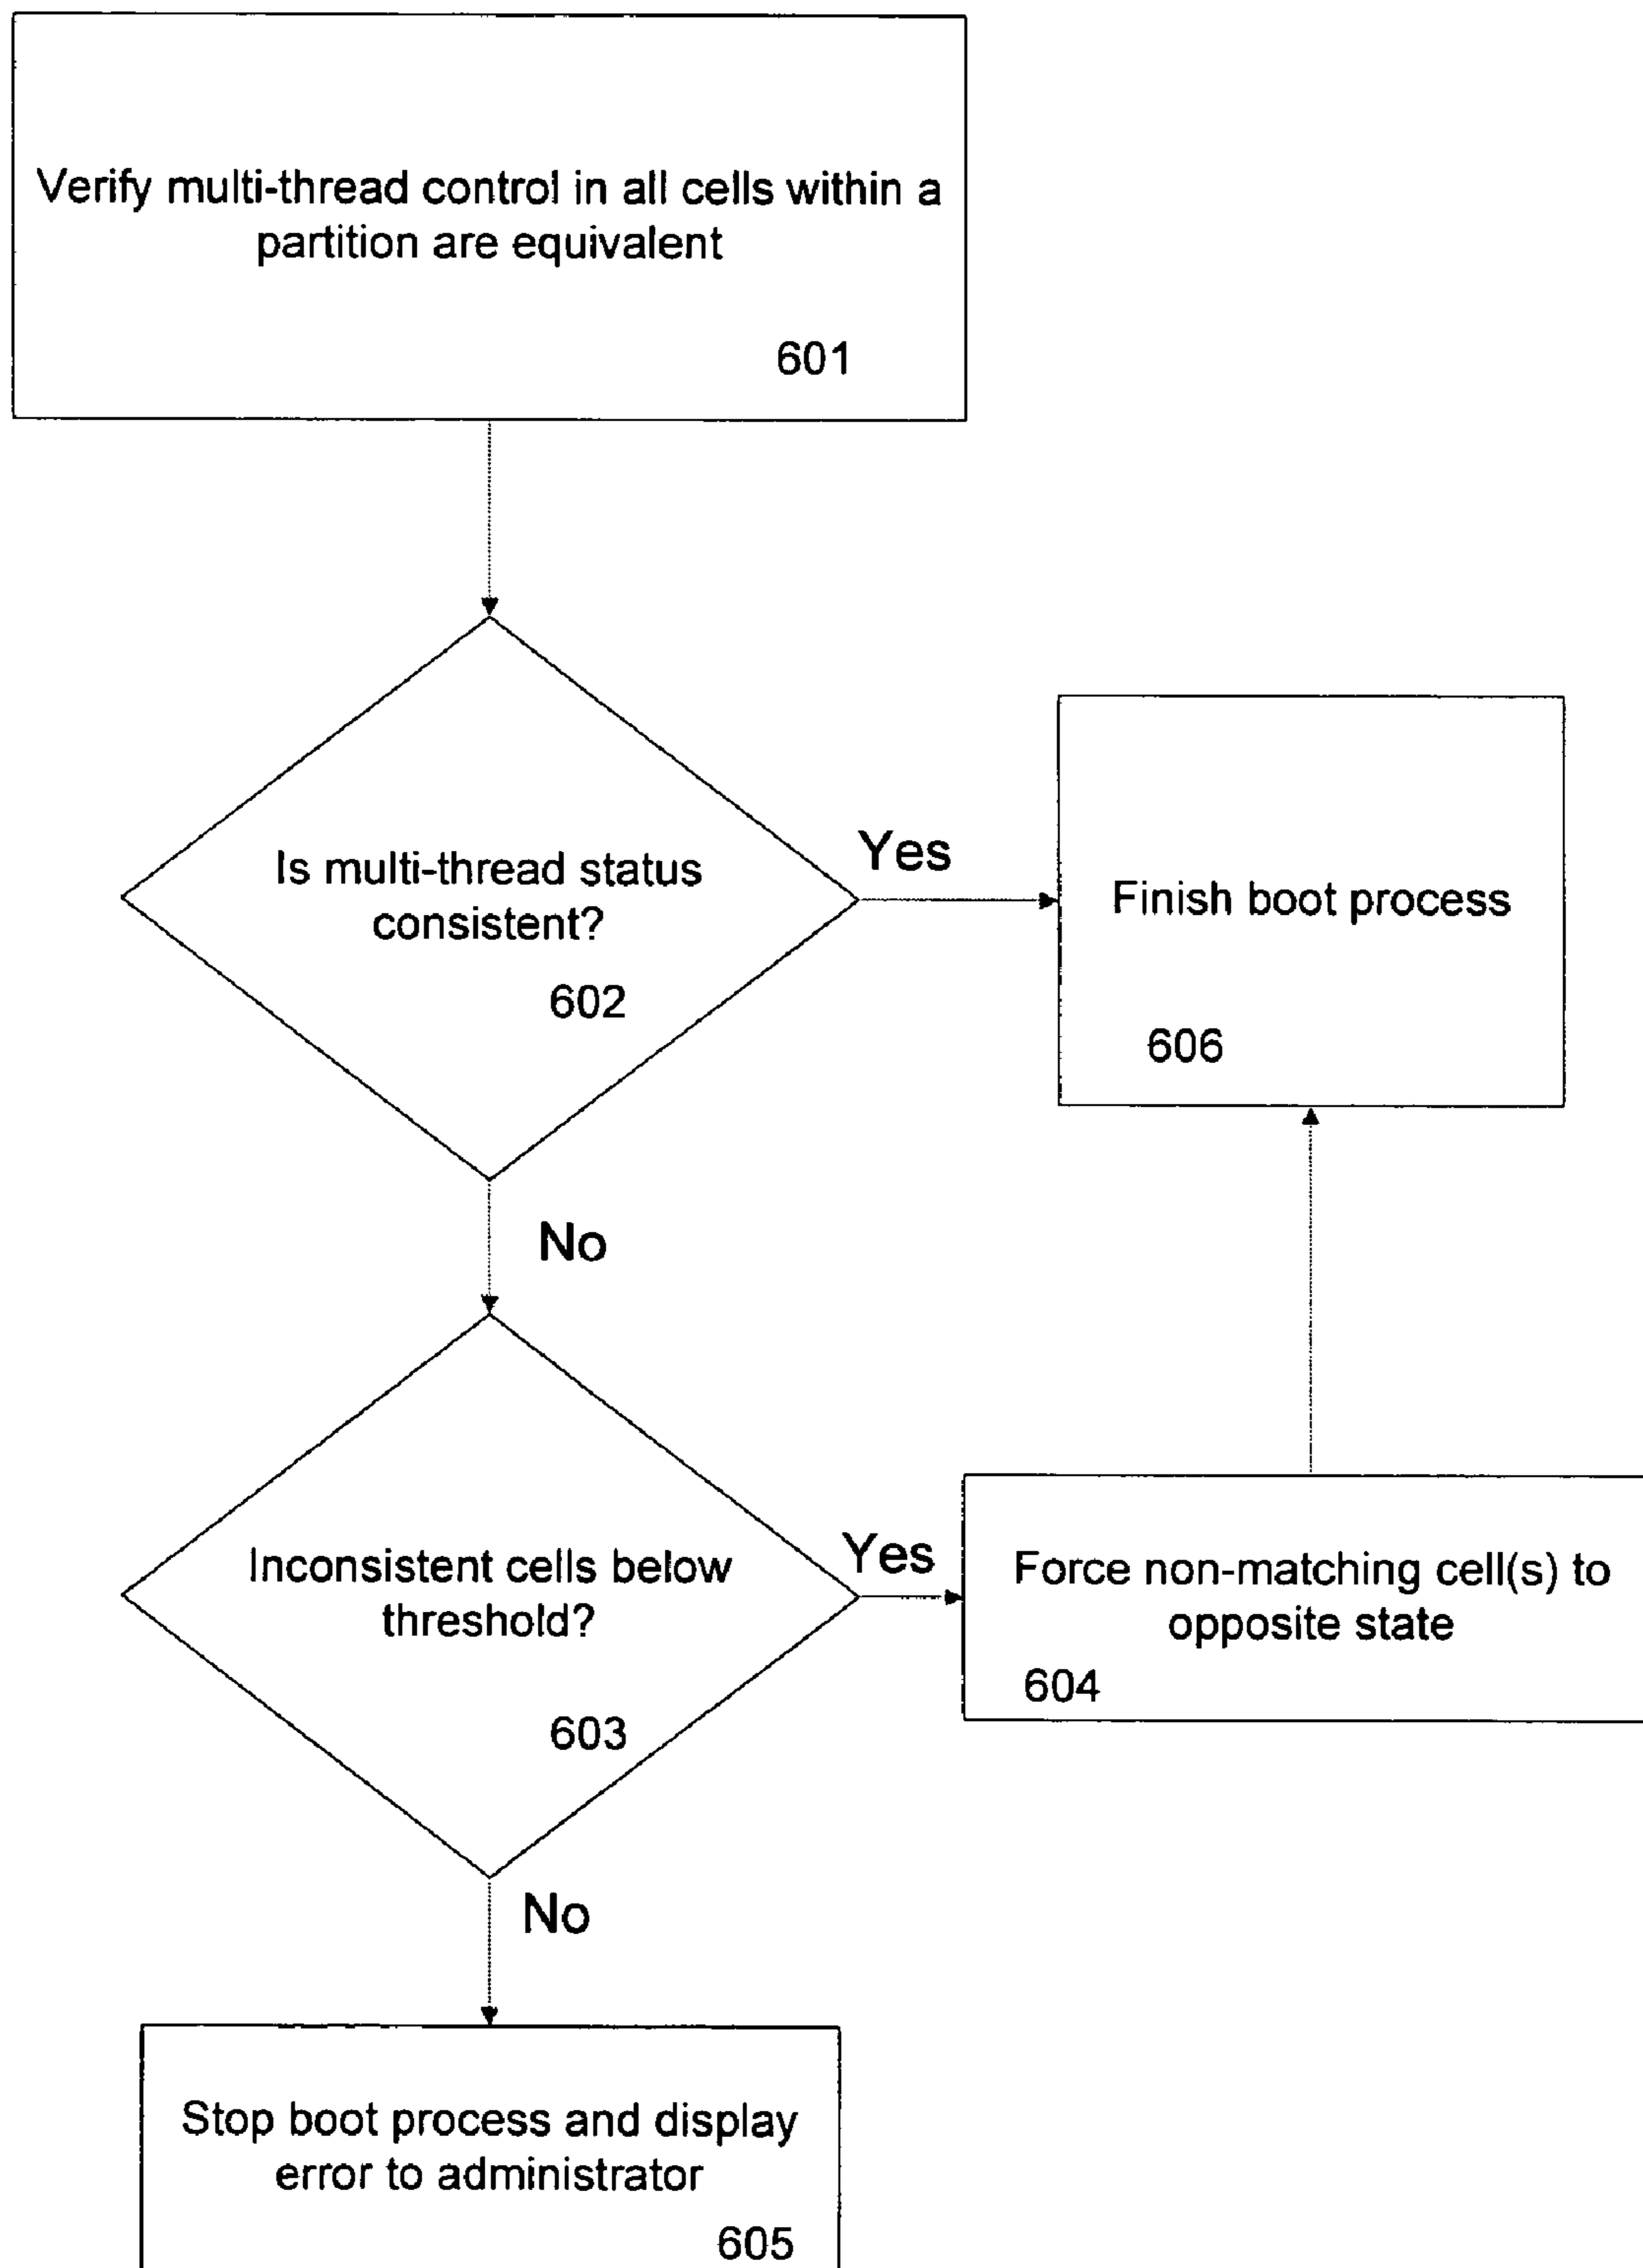 Verify multi-thread control in all cells within a
partition are equivalent
601
Is multi-thread status
consistent?
602
Yes
Finish boot process
606
No
Inconsistent cells below
threshold?
603
Yes
Force non-matching cell(s) to
opposite state
604
No
Stop boot process and display
error to administrator
605